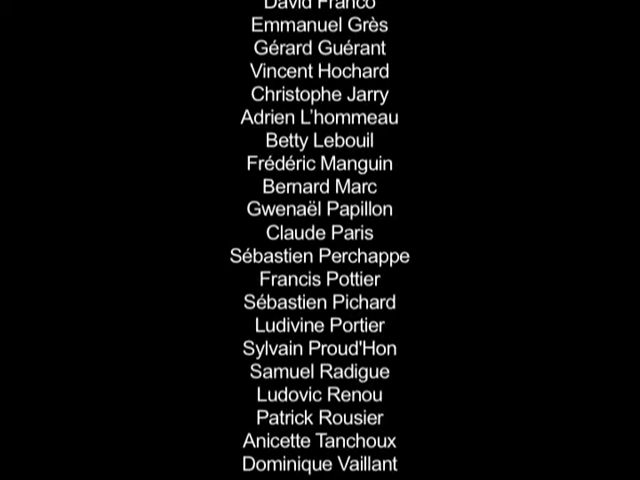 David Franco
Emmanuel Grès
Gérard Guérant
Vincent Hochard
Christophe Jarry
Adrien L'hommeau
Betty Lebouil
Frédéric Manguin
Bernard Marc
Gwenaël Papillon
Claude Paris
Sébastien Perchappe
Francis Pottier
Sébastien Pichard
Ludivine Portier
Sylvain Proud'Hon
Samuel Radigue
Ludovic Renou
Patrick Rousier
Anicette Tanchoux
Dominique Vaillant